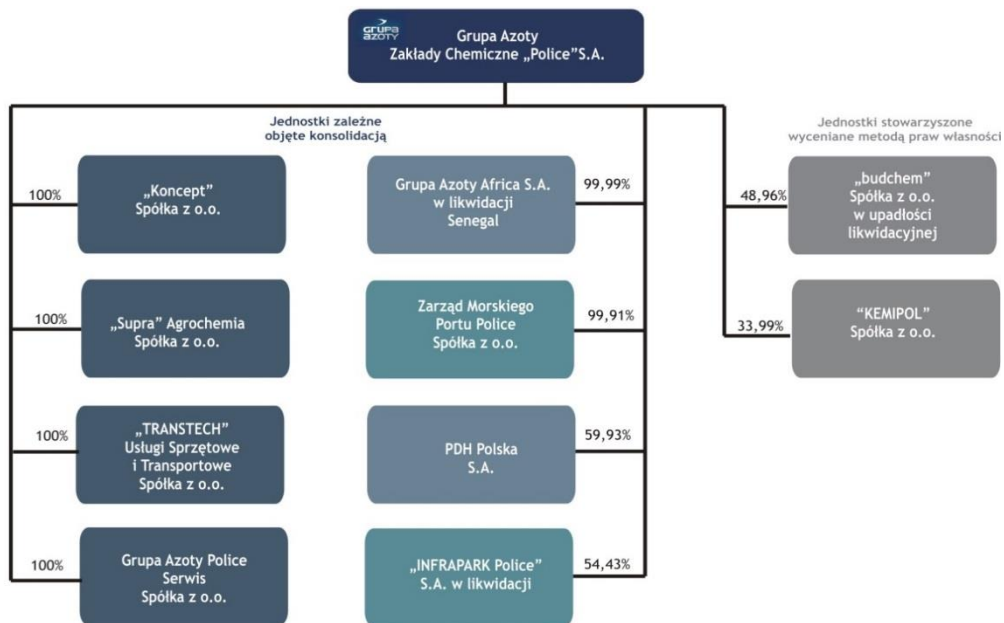 GRUPA
AZOTY
Grupa Azoty
Zakłady Chemiczne „Police”S.A.
Jednostki zależne
objęte konsolidacją
Jednostki stowarzyszone
wyceniane metodą praw własności
100%
„Koncept”
Spółka z o.o.
Grupa Azoty Africa S.A.
w likwidacji
Senegal
99,99%
48,96%
„budchem”
Spółka z o.o.
w upadłości
likwidacyjnej
100%
„Supra” Agrochemia
Spółka z o.o.
Zarząd Morskiego
Portu Police
Spółka z o.o.
99,91%
33,99%
“KEMIPOL”
Spółka z o.o.
100%
„TRANSTECH”
Usługi Sprzętowe
i Transportowe
Spółka z o.o.
PDH Polska
S.A.
59,93%
100%
Grupa Azoty Police
Serwis
Spółka z o.o.
„INFRAPARK Police”
S.A. w likwidacji
54,43%